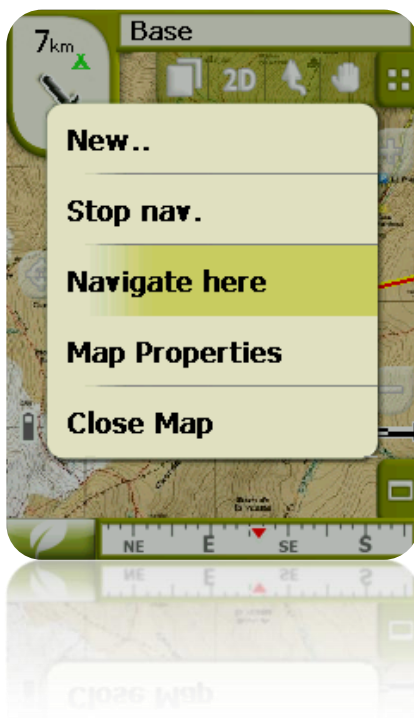 7km
Base
2D
New..
Stop nav.
Navigate here
Map Properties
Close Map
NE E SE S